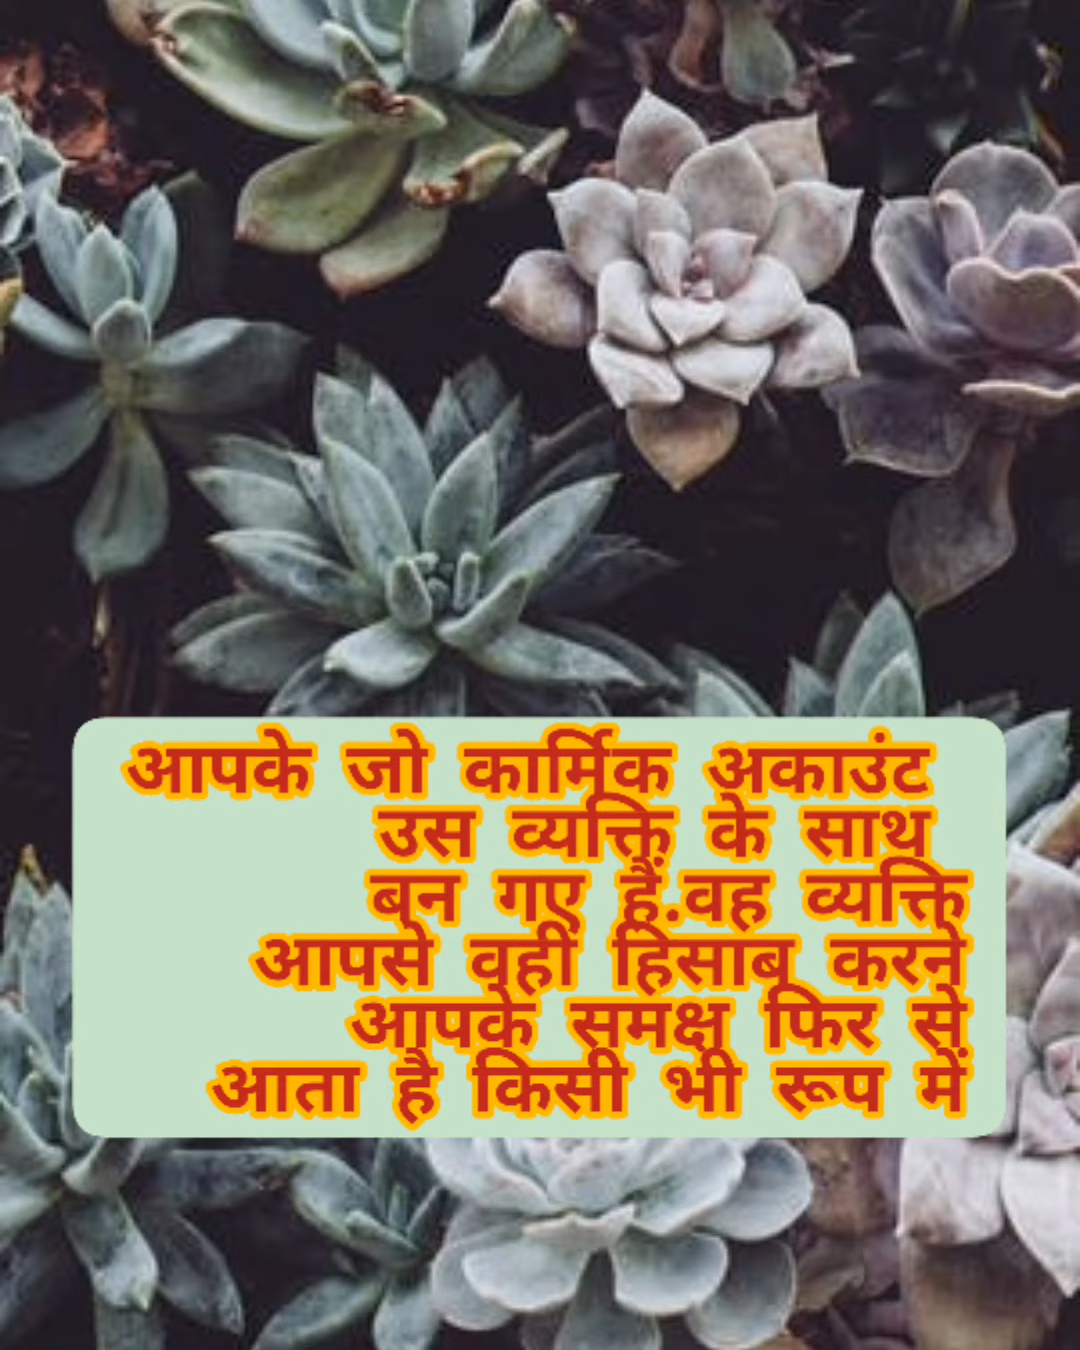 आपके जो कार्मिक अकाउंट
उस व्यक्ति के साथ
बन गए हैं.वह व्यक्ति
आपसे वही हिसाब करने
आपके समक्ष फिर से
आता है किसी भी रूप में